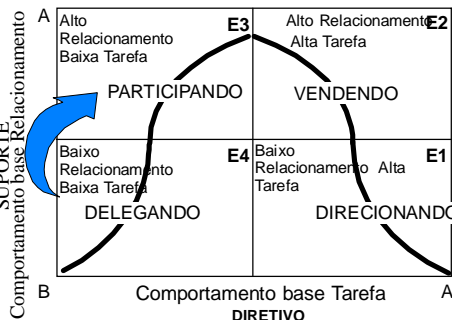 A
SUPORTE
Comportamento base Relacionamento
Alto
Relacionamento
Baixa Tarefa
E3
PARTICIPANDO
Alto Relacionamento
Alta Tarefa
E2
VENDENDO
Baixo
Relacionamento
Baixa Tarefa
E4
DELEGANDO
Baixo
Relacionamento Alta
Tarefa
E1
DIRECIONANDO
B
Comportamento base Tarefa
A
DIRETIVO